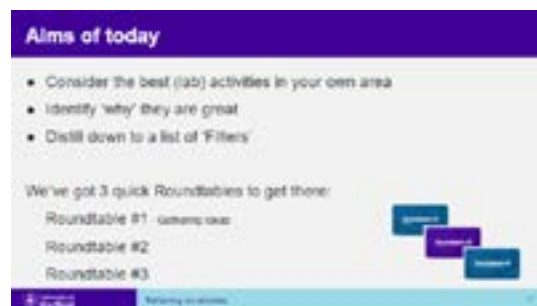 Aims of today
• Consider the best (lab) activities in your own area
• Identify 'why' they are great
• Distill down to a list of 'Filters'
We've got 3 quick Roundtables to get there:
Roundtable #1 - Gathering ideas
Roundtable #2
Roundtable #3